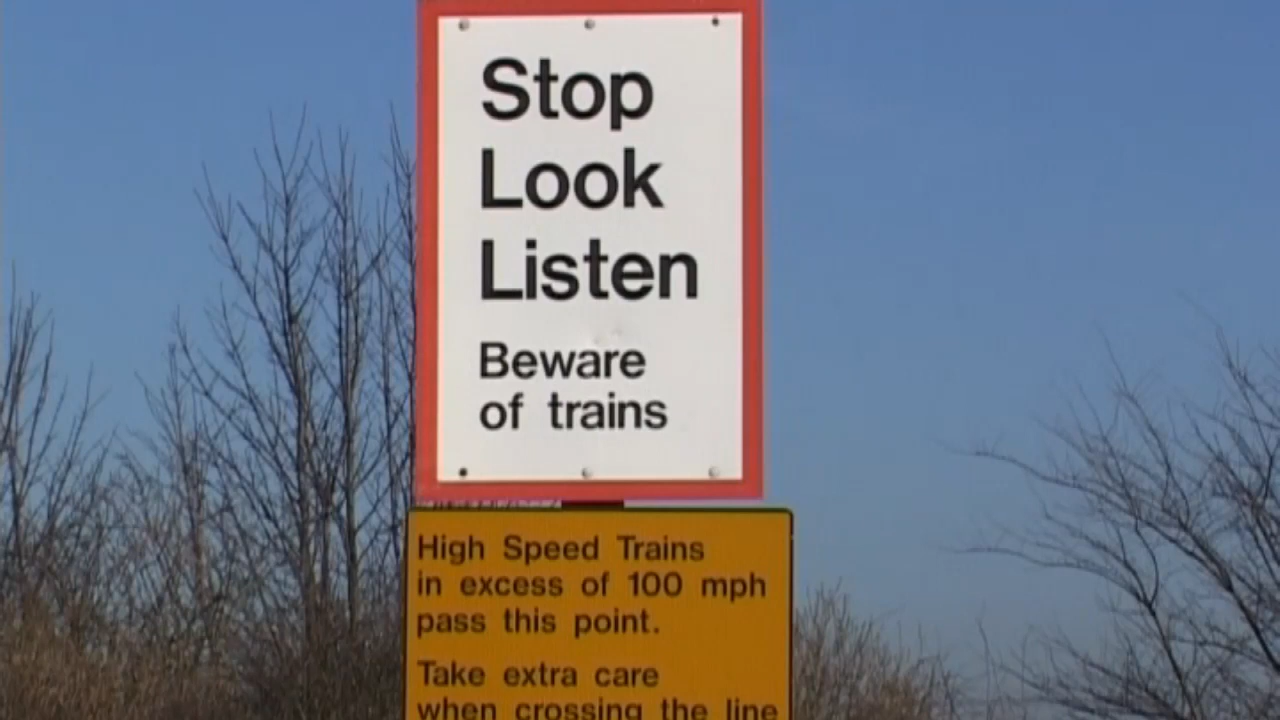 Stop
Look
Listen
Beware
of trains
High Speed Trains
in excess of 100 mph
pass this point.
Take extra care
when crossing the line